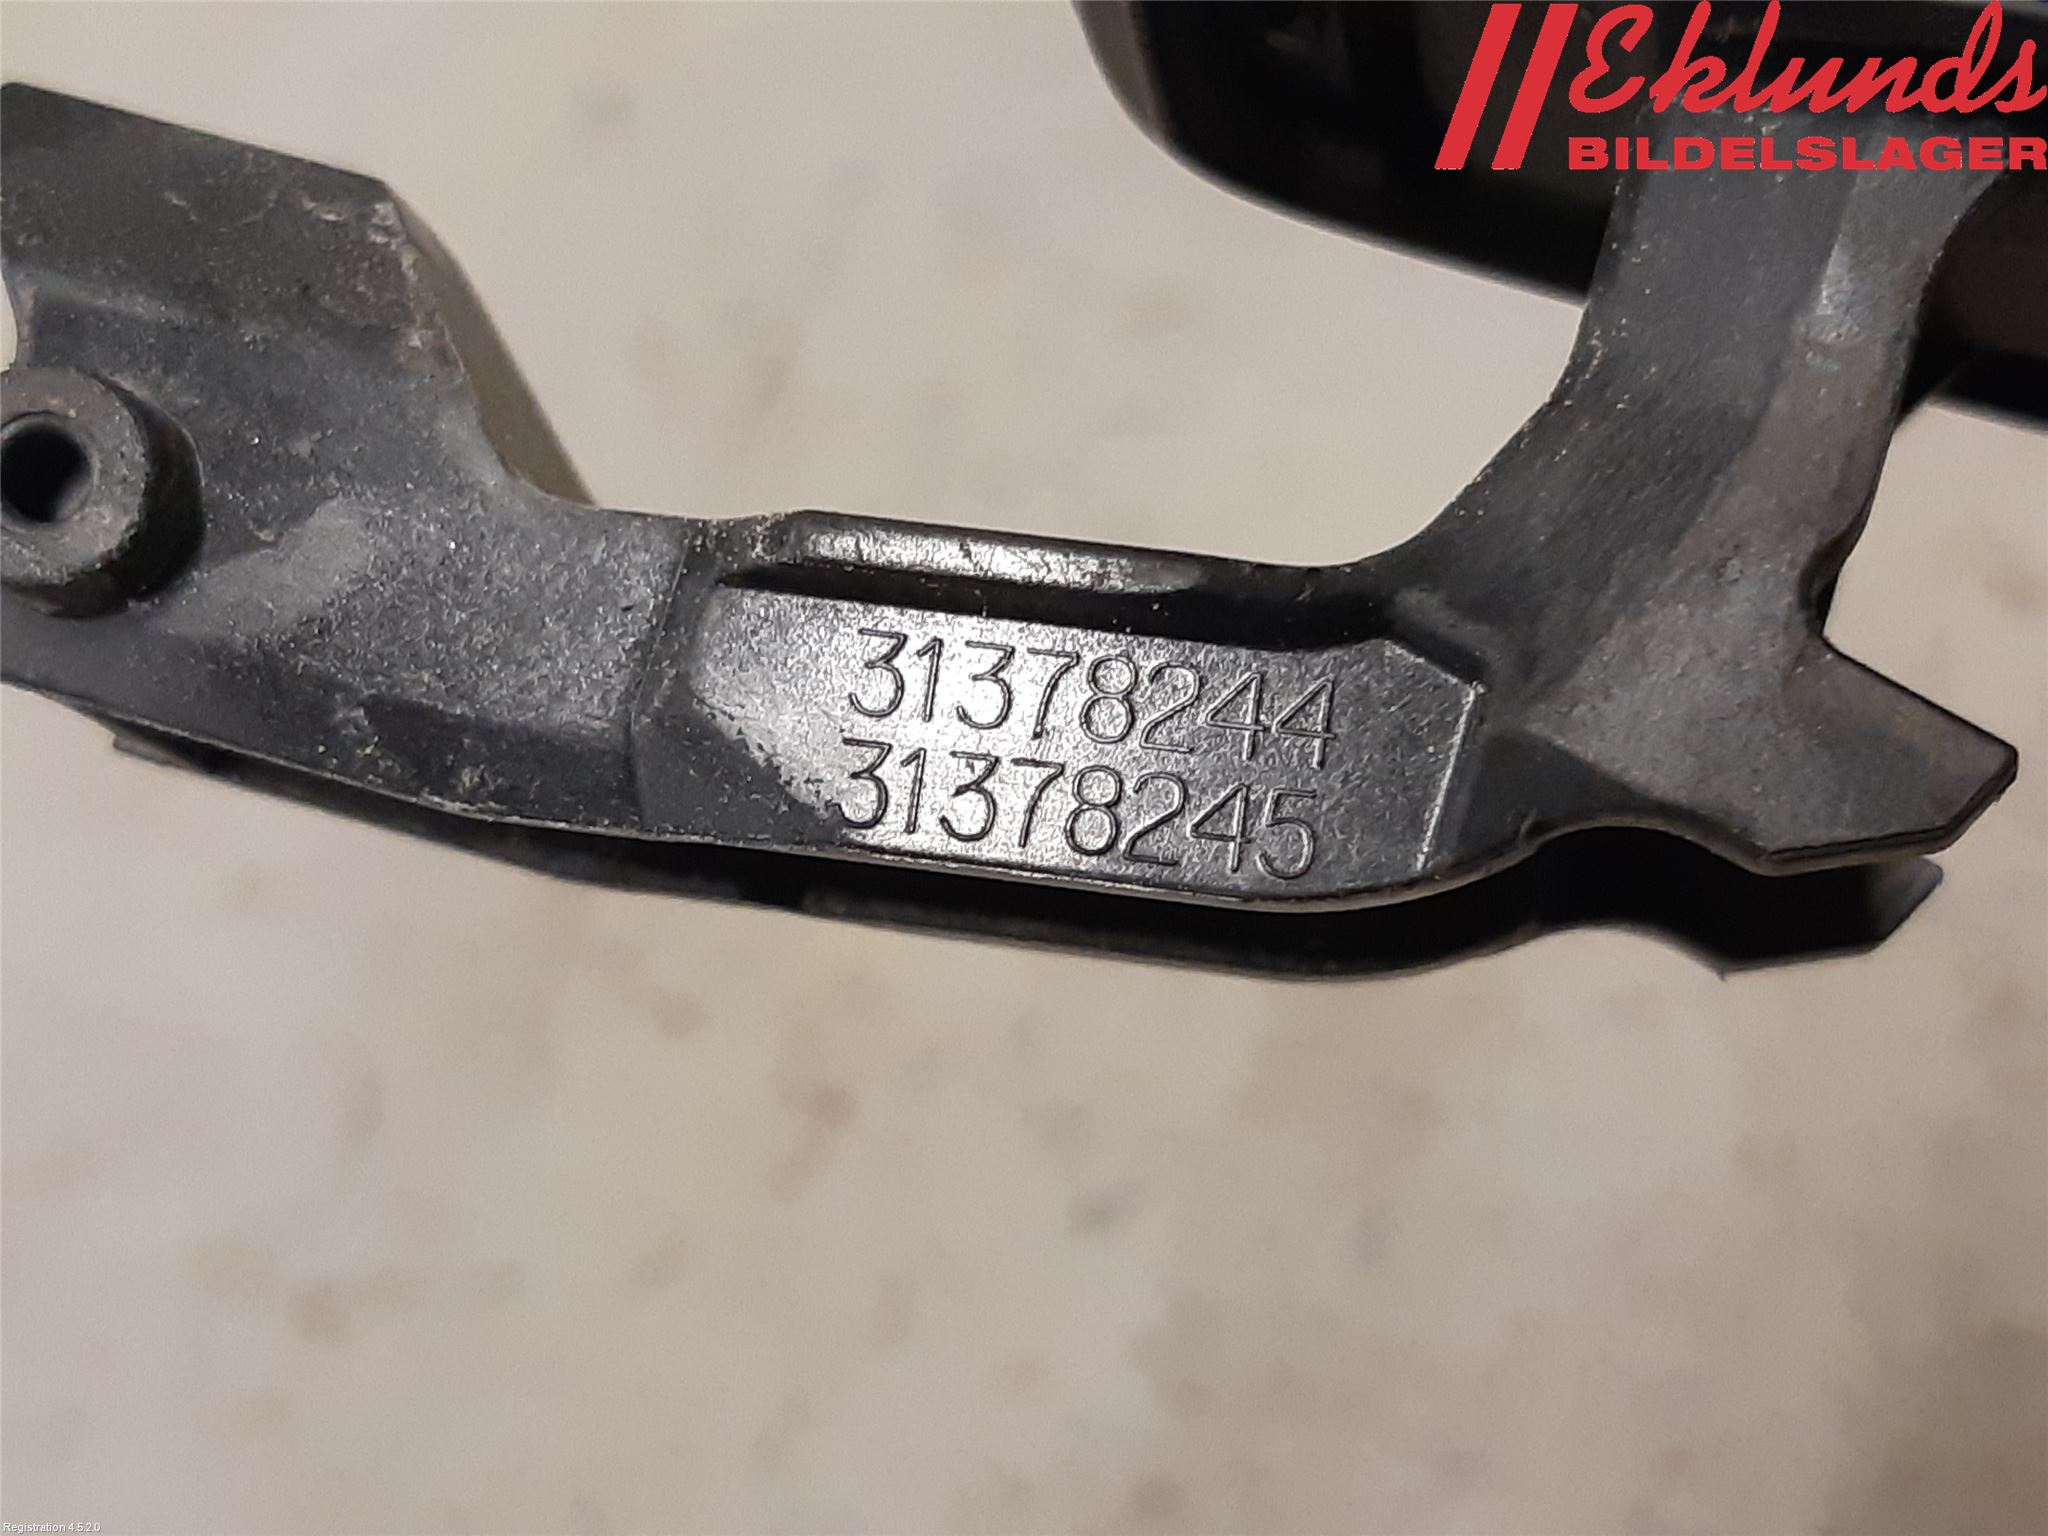 Eklunds
BILDELSLAGER
31378244
31378245
Registration 4.5.2.0